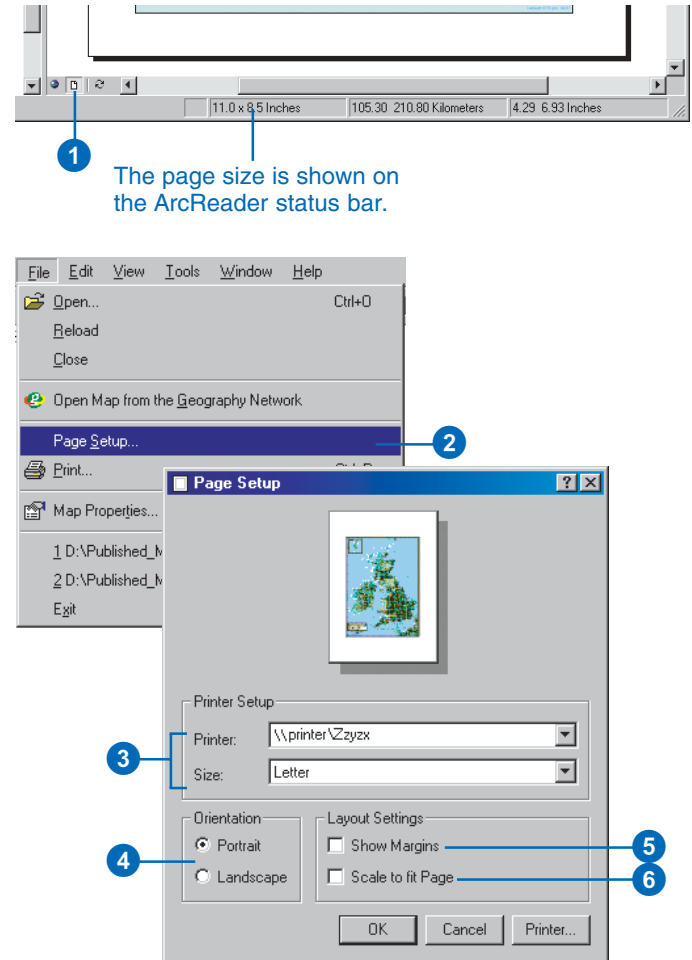 11.0 x 8.5 Inches 105.30 210.80 Kilometers 4.29 6.93 Inches
1
The page size is shown on
the ArcReader status bar.
File Edit View Tools Window Help
Open... Ctrl+O
Reload
Close
Open Map from the Geography Network
Page Setup... 2
Print...
Page Setup
Map Properties...
1 D:\Published_M
2 D:\Published_M
Exit
Printer Setup
Printer: \\printer\Zzyzx
3
Size: Letter
Orientation Layout Settings
Portrait Show Margins 5
4
Landscape Scale to fit Page 6
OK Cancel Printer...